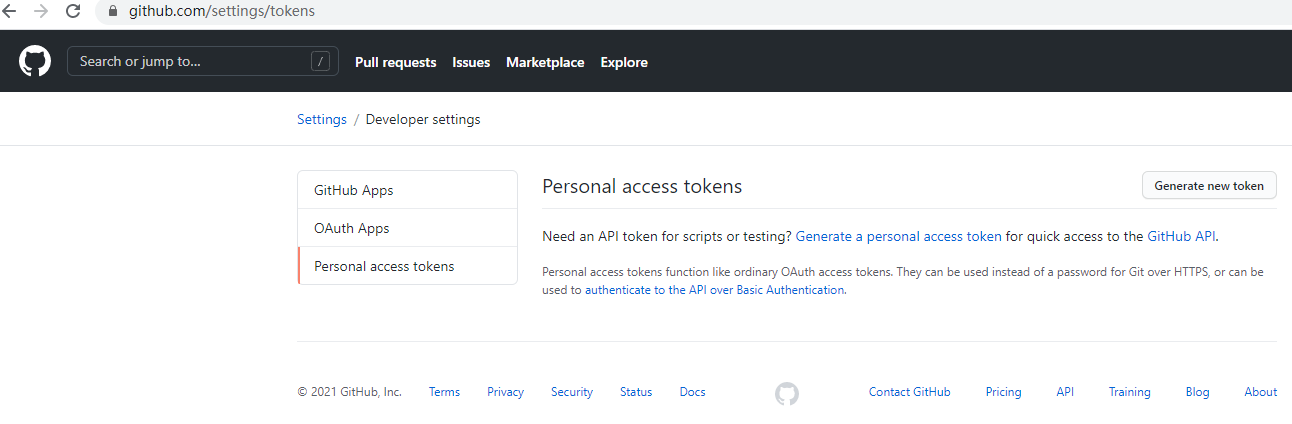 github.com/settings/tokens
Search or jump to... /
Pull requests Issues Marketplace Explore
Settings / Developer settings
GitHub Apps
OAuth Apps
Personal access tokens
Personal access tokens
Generate new token
Need an API token for scripts or testing? Generate a personal access token for quick access to the GitHub API.
Personal access tokens function like ordinary OAuth access tokens. They can be used instead of a password for Git over HTTPS, or can be
used to authenticate to the API over Basic Authentication.
© 2021 GitHub, Inc. Terms Privacy Security Status Docs Contact GitHub Pricing API Training Blog About